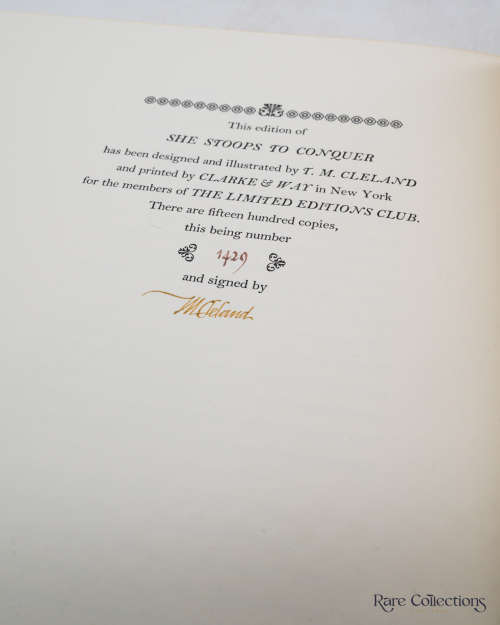 This edition of
SHE STOOPS TO CONQUER
has been designed and illustrated by T. M. CLELAND
and printed by CLARKE & WAY in New York
for the members of THE LIMITED EDITIONS CLUB.
There are fifteen hundred copies,
this being number
1429
and signed by
TMCleland
Rare Collections